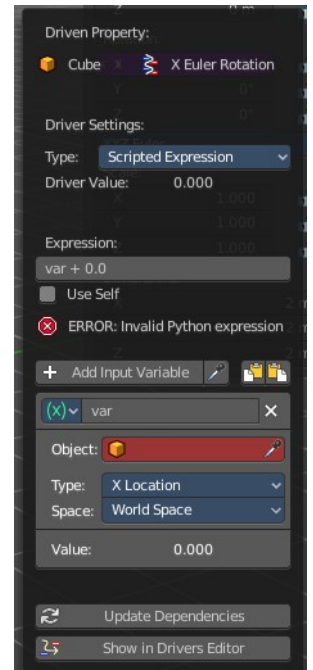 Driven Property:
Cube X Euler Rotation
Driver Settings:
Type: Scripted Expression
Driver Value: 0.000
Expression:
var + 0.0
Use Self
ERROR: Invalid Python expression
+ Add Input Variable
(x) var
Object:
Type: X Location
Space: World Space
Value: 0.000
Update Dependencies
Show in Drivers Editor